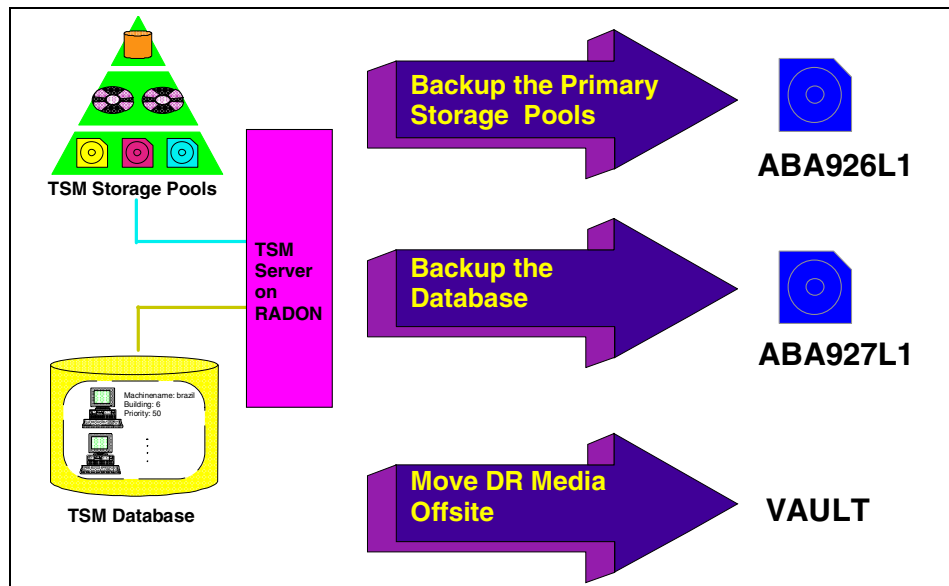 TSM Storage Pools
TSM
Server
on
RADON
Machinename: brazil
Building: 6
Priority: 50
TSM Database
Backup the Primary
Storage Pools
ABA926L1
Backup the
Database
ABA927L1
Move DR Media
Offsite
VAULT